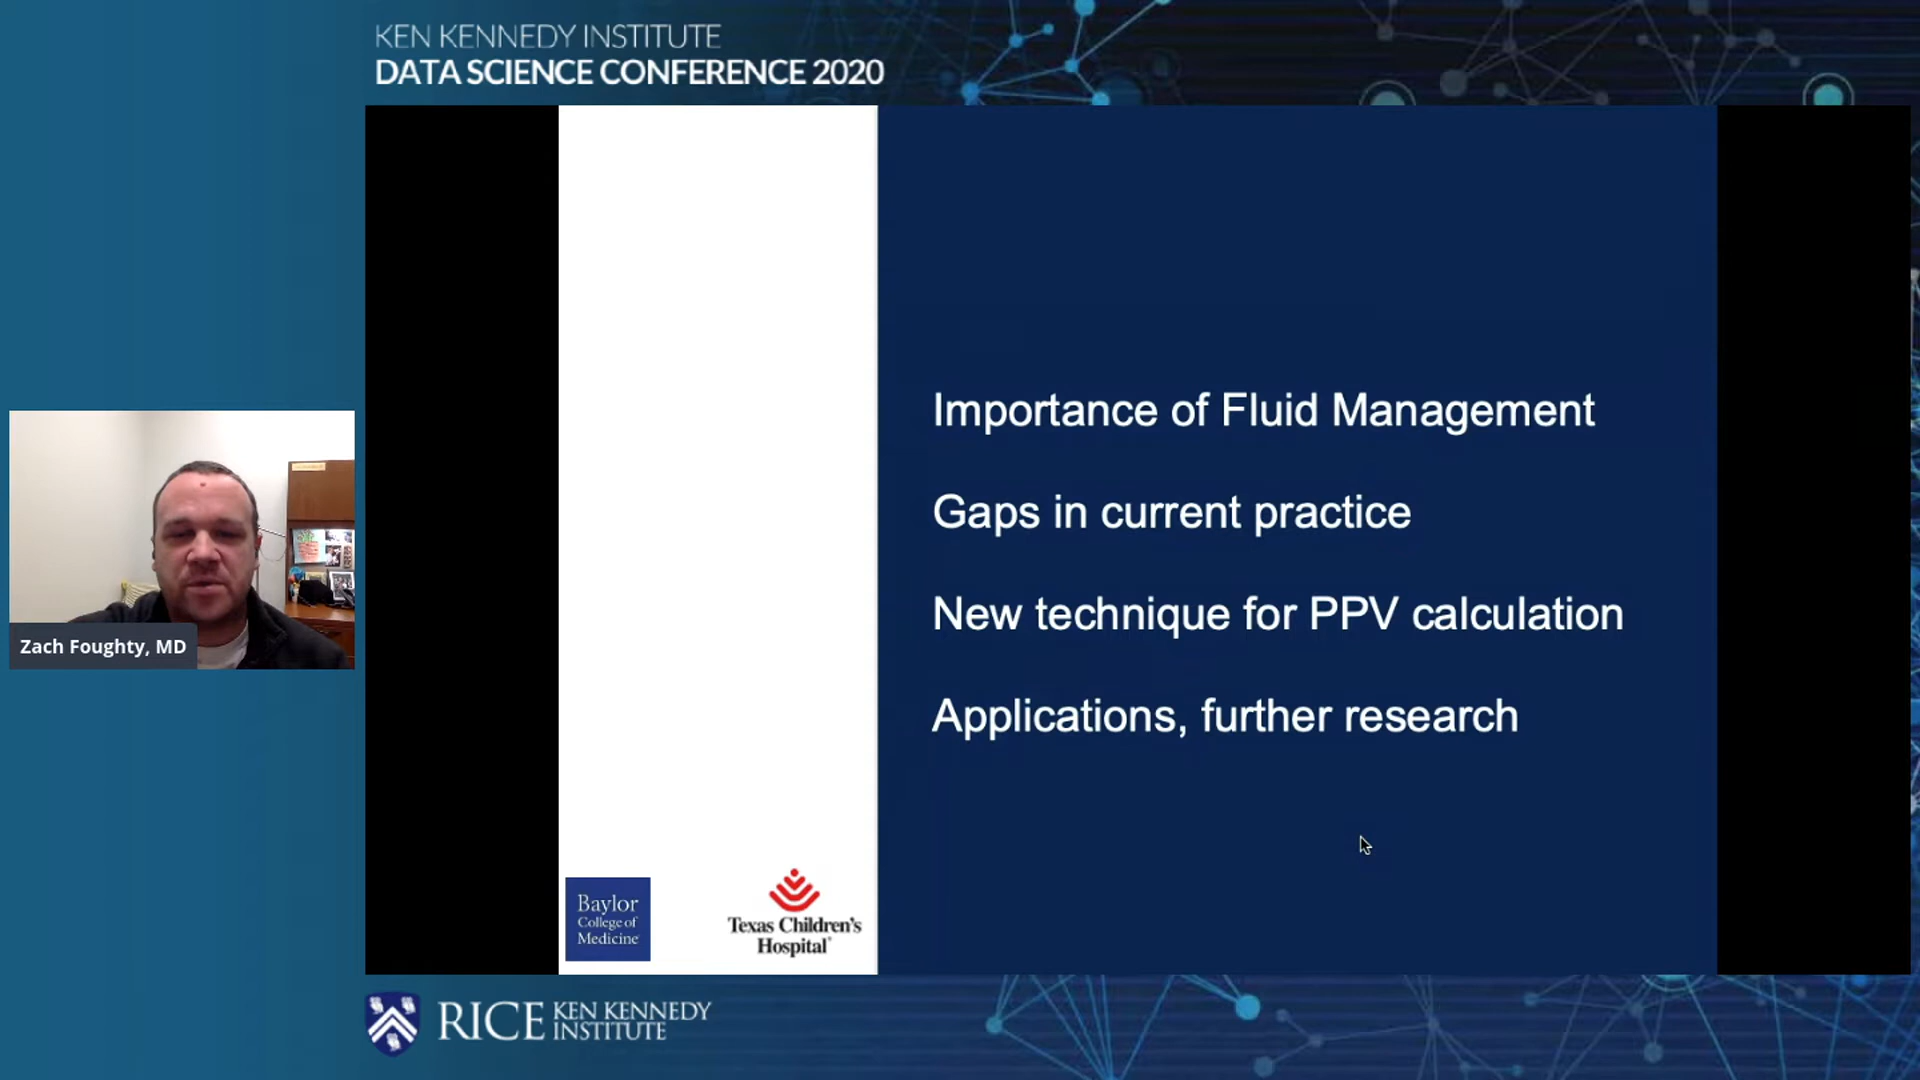 KEN KENNEDY INSTITUTE
DATA SCIENCE CONFERENCE 2020
Importance of Fluid Management
Gaps in current practice
New technique for PPV calculation
Applications, further research
Zach Foughty, MD
Baylor
College of
Medicine
Texas Children's
Hospital
RICE KEN KENNEDY
INSTITUTE